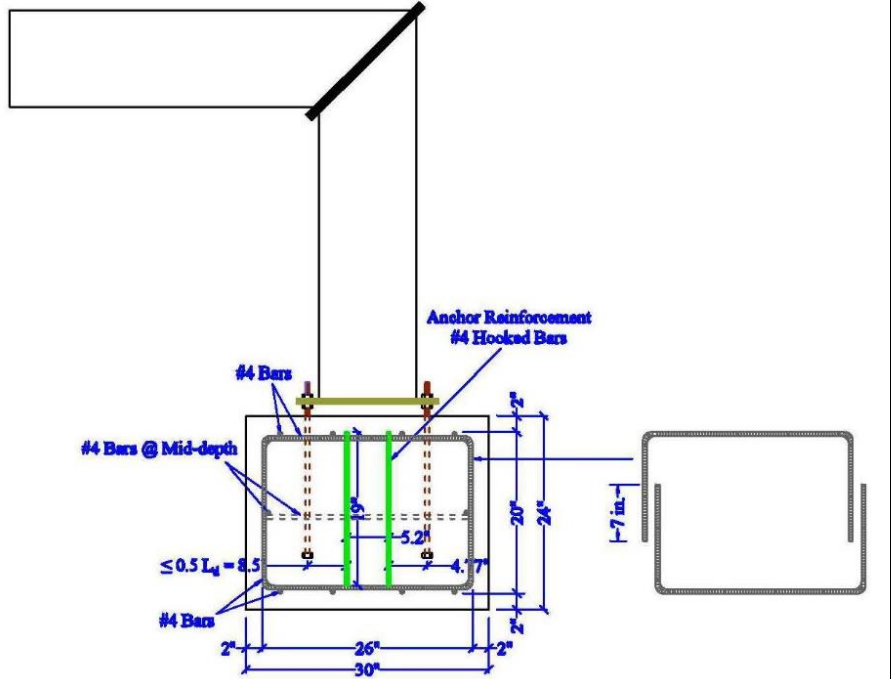 Anchor Reinforcement
#4 Hooked Bars
#4 Bars
2"
#4 Bars @ Mid-depth
19"
20"
24"
~7 in.
5.2"
≤ 0.5 Ld = 8.5
4.77"
#4 Bars
2"
2"
26"
2"
30"